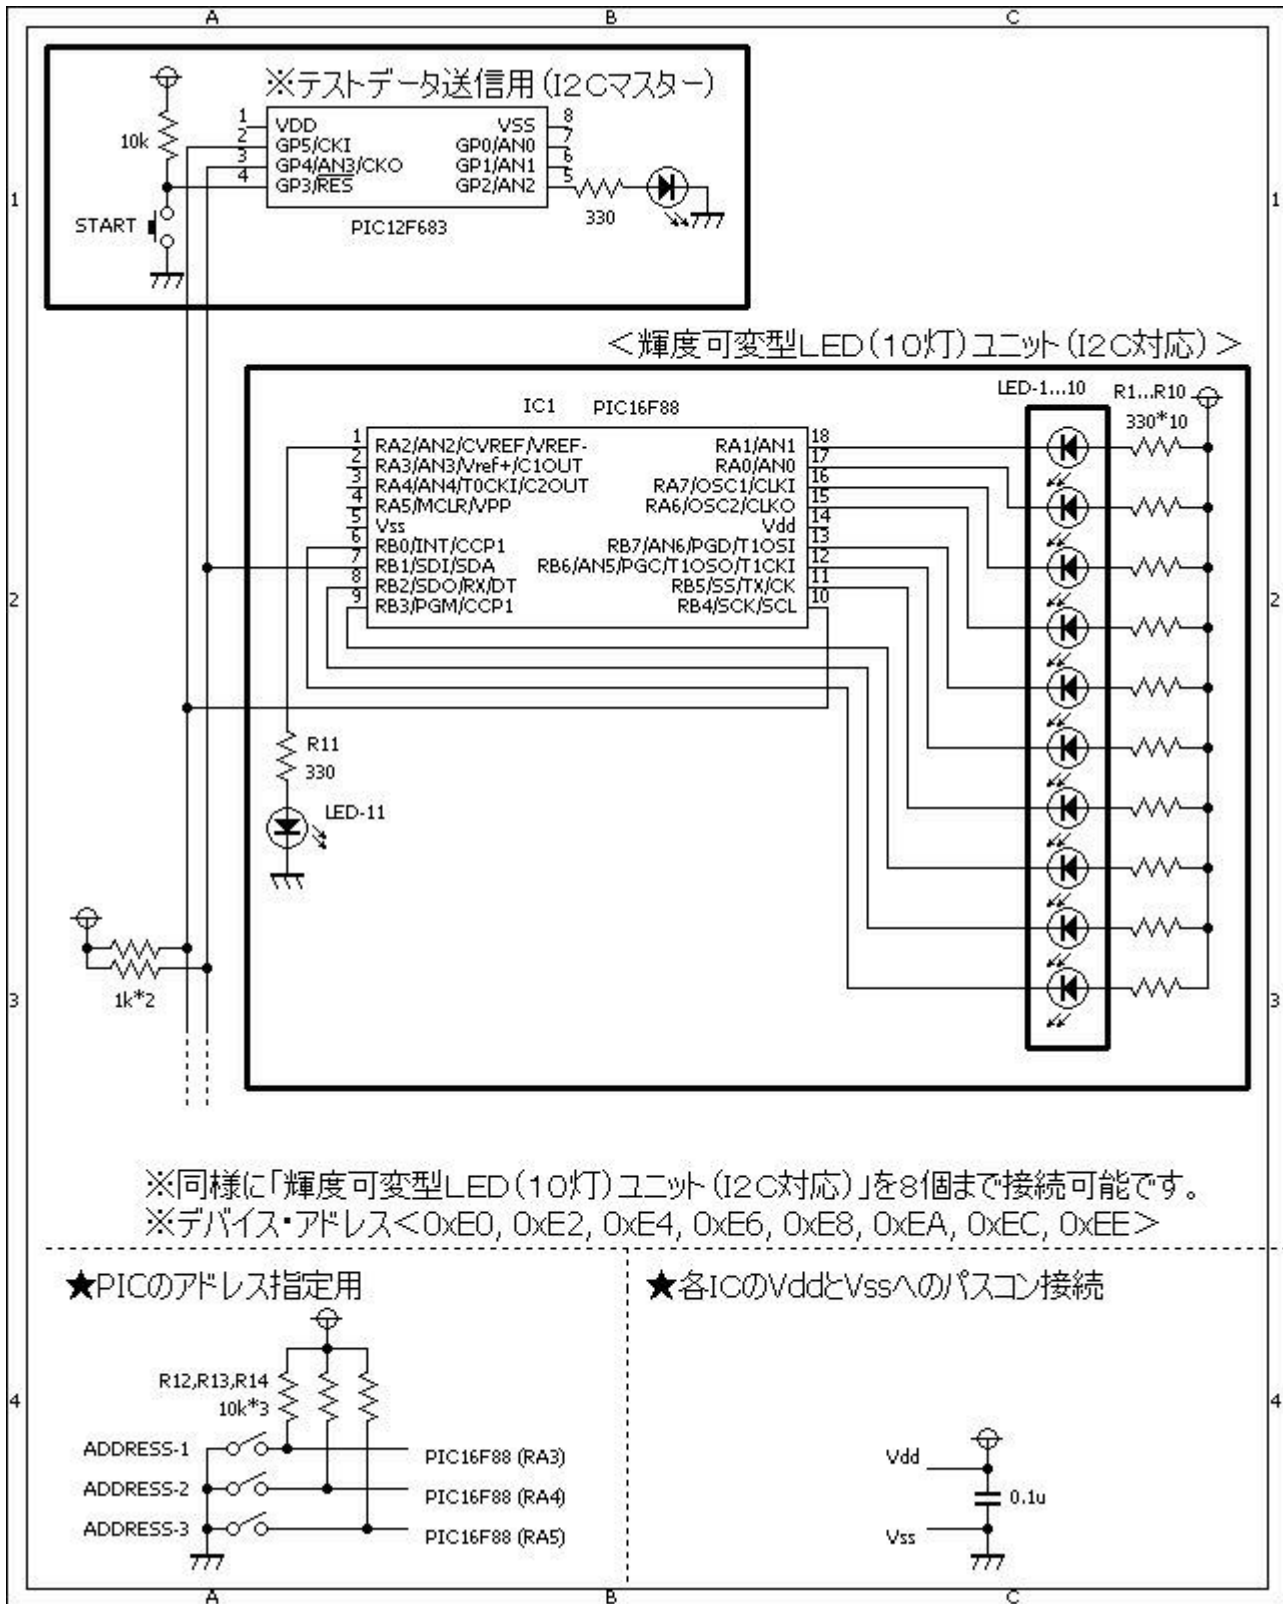 A B C
※テストデータ送信用(I2Cマスター)
10k
1 VDD VSS 8
2 GP5/CKI GP0/AN0 7
3 GP4/AN3/CKO GP1/AN1 6
4 GP3/RES GP2/AN2 5
1 1
START
330
PIC12F683
<輝度可変型LED(10灯)ユニット(I2C対応)>
LED-1...10 R1...R10
330*10
IC1 PIC16F88
1 RA2/AN2/CVREF/VREF- RA1/AN1 18
2 RA3/AN3/Vref+/C1OUT RA0/AN0 17
3 RA4/AN4/T0CKI/C2OUT RA7/OSC1/CLKI 16
4 RA5/MCLR/VPP RA6/OSC2/CLKO 15
5 Vss Vdd 14
6 RB0/INT/CCP1 RB7/AN6/PGD/T1OSI 13
7 RB1/SDI/SDA RB6/AN5/PGC/T1OSO/T1CKI 12
8 RB2/SDO/RX/DT RB5/SS/TX/CK 11
9 RB3/PGM/CCP1 RB4/SCK/SCL 10
2 2
R11
330
LED-11
1k*2
3 3
※同様に「輝度可変型LED(10灯)ユニット(I2C対応)」を8個まで接続可能です。
※デバイス・アドレス<0xE0, 0xE2, 0xE4, 0xE6, 0xE8, 0xEA, 0xEC, 0xEE>
★PICのアドレス指定用
R12,R13,R14
10k*3
ADDRESS-1 PIC16F88 (RA3)
ADDRESS-2 PIC16F88 (RA4)
ADDRESS-3 PIC16F88 (RA5)
★各ICのVddとVssへのパスコン接続
4 4
Vdd
0.1u
Vss
A B C